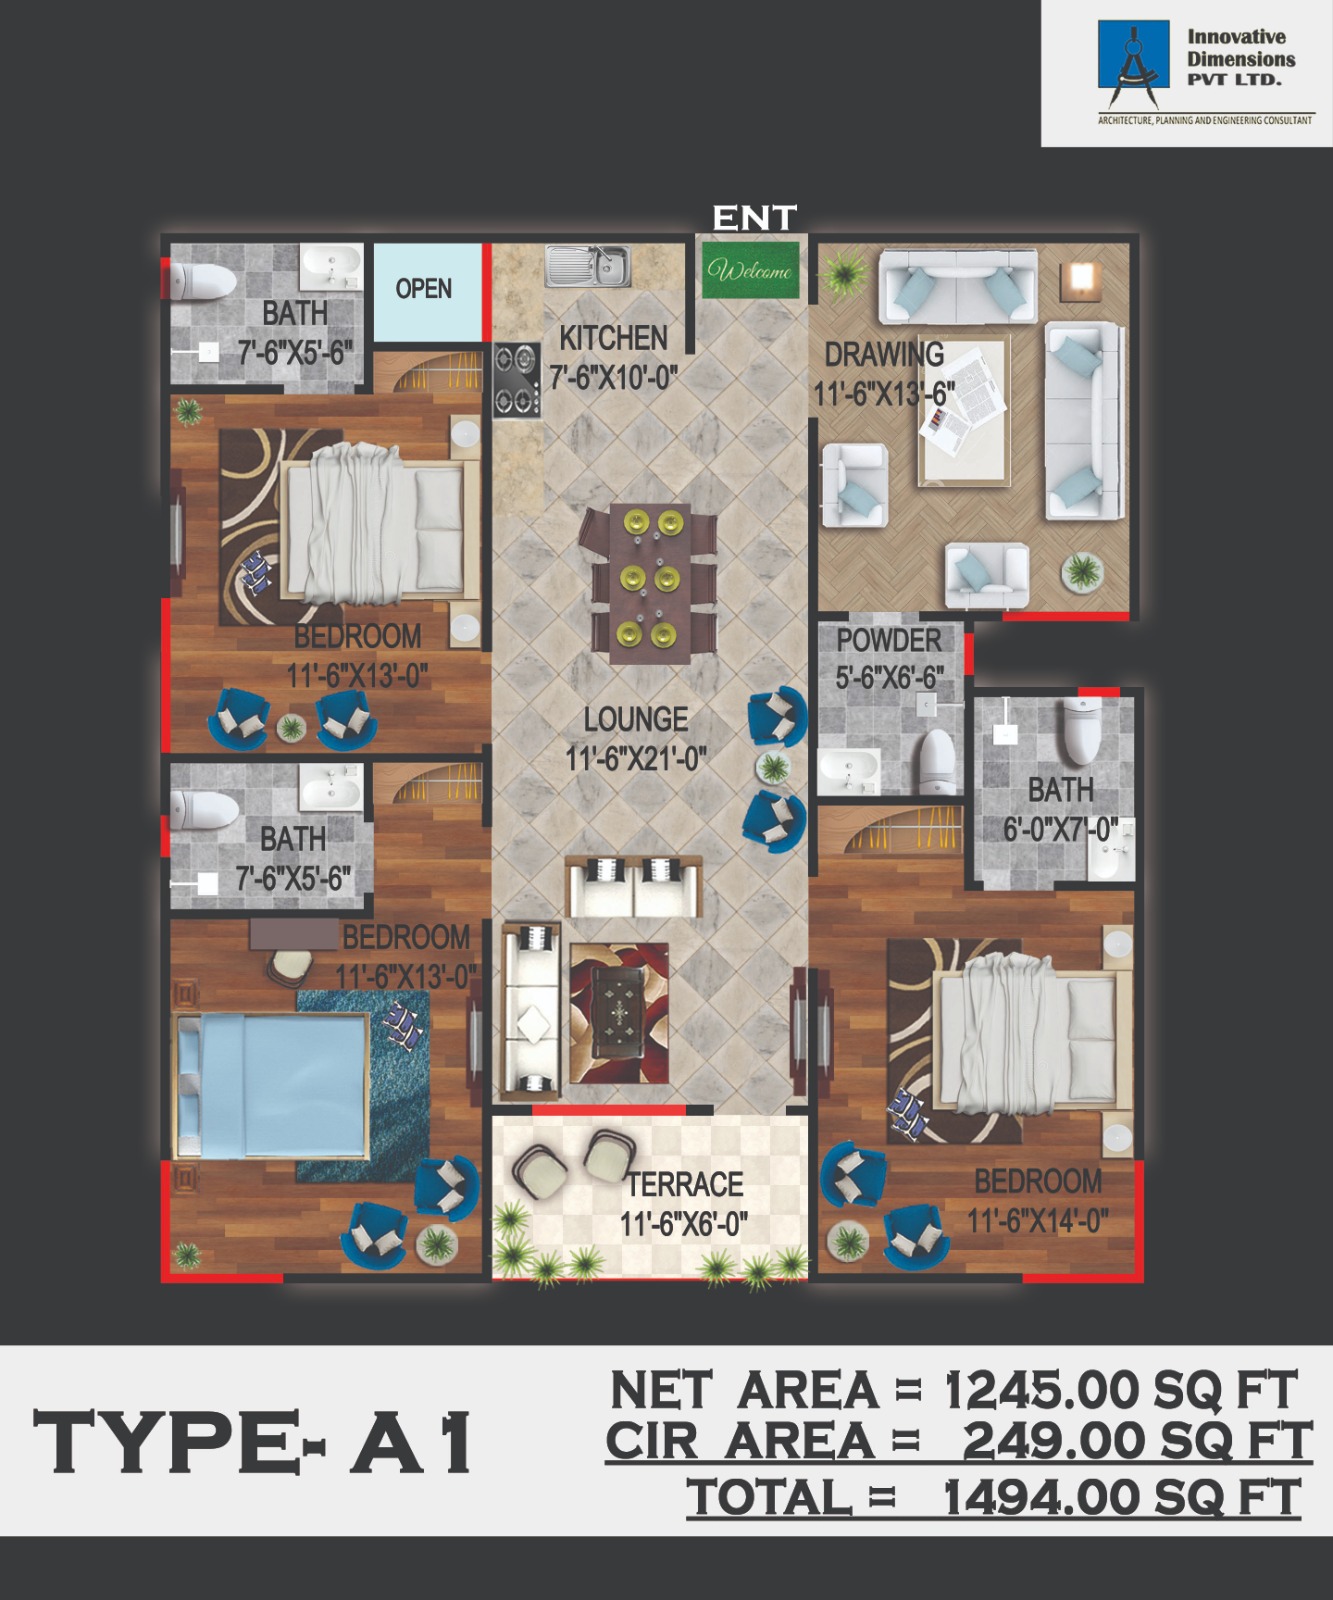 Innovative
Dimensions
PVT LTD.
ARCHITECTURE, PLANNING AND ENGINEERING CONSULTANT
ENT
Welcome
OPEN
BATH
7'-6"X5'-6"
KITCHEN
7'-6"X10'-0"
DRAWING
11'-6"X13'-6"
BEDROOM
11'-6"X13'-0"
POWDER
5'-6"X6'-6"
LOUNGE
11'-6"X21'-0"
BATH
6'-0"X7'-0"
BATH
7'-6"X5'-6"
BEDROOM
11'-6"X13'-0"
TERRACE
11'-6"X6'-0"
BEDROOM
11'-6"X14'-0"
TYPE- A1
NET AREA = 1245.00 SQ FT
CIR AREA = 249.00 SQ FT
TOTAL = 1494.00 SQ FT